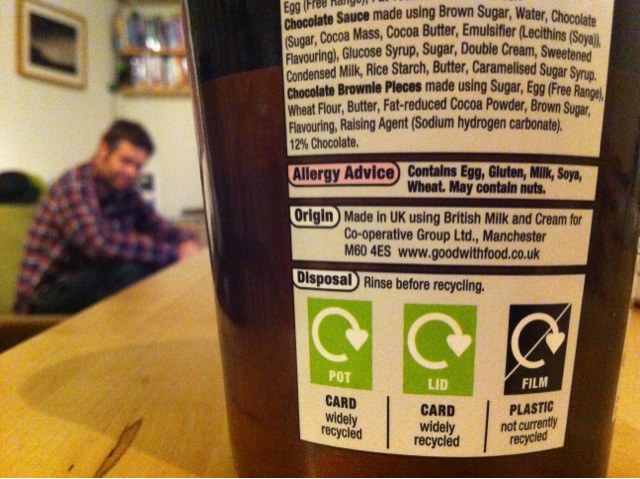 Egg (Free Range),
Chocolate Sauce made using Brown Sugar, Water, Chocolate
(Sugar, Cocoa Mass, Cocoa Butter, Emulsifier (Lecithins (Soya)),
Flavouring), Glucose Syrup, Sugar, Double Cream, Sweetened
Condensed Milk, Rice Starch, Butter, Caramelised Sugar Syrup.
Chocolate Brownie Pieces made using Sugar, Egg (Free Range),
Wheat Flour, Butter, Fat-reduced Cocoa Powder, Brown Sugar,
Flavouring, Raising Agent (Sodium hydrogen carbonate).
12% Chocolate.
Allergy Advice Contains Egg, Gluten, Milk, Soya,
Wheat. May contain nuts.
Origin Made in UK using British Milk and Cream for
Co-operative Group Ltd., Manchester
M60 4ES www.goodwithfood.co.uk
Disposal Rinse before recycling.
POT LID FILM
CARD CARD PLASTIC
widely widely not currently
recycled recycled recycled